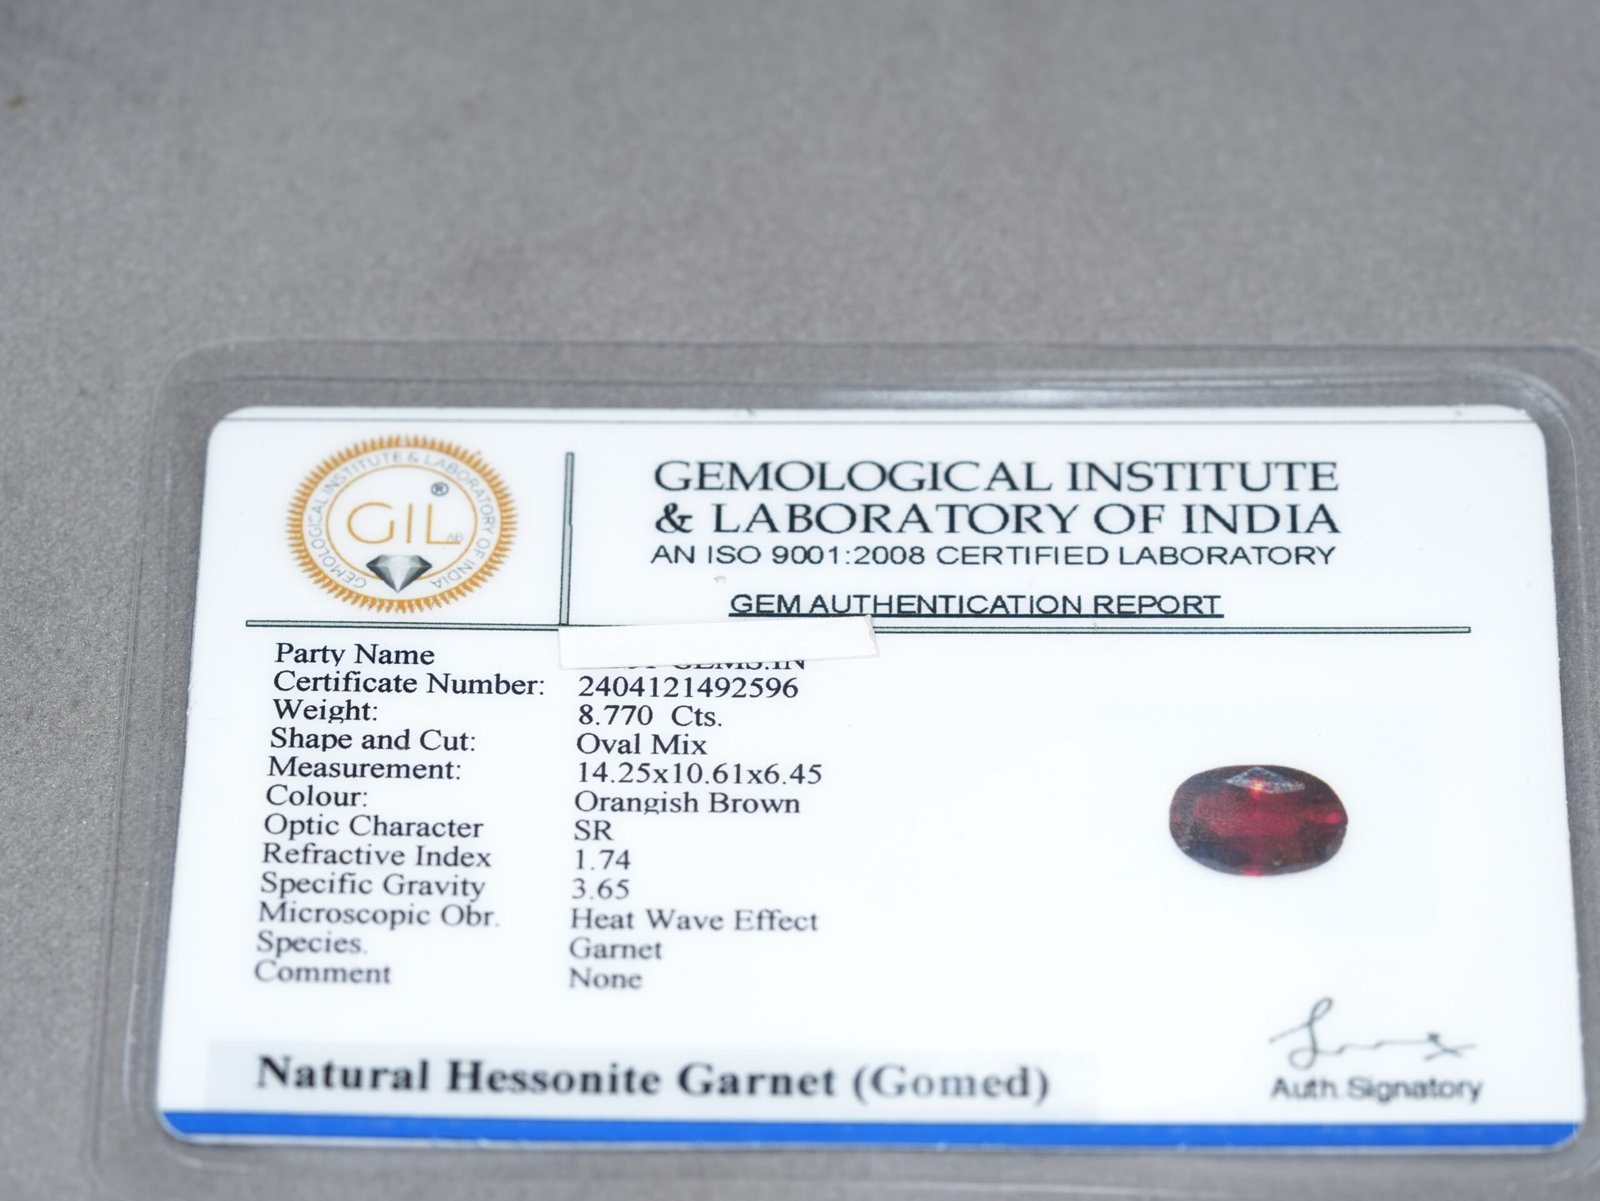 GEMOLOGICAL INSTITUTE & LABORATORY OF INDIA
GIL
AB
®
GEMOLOGICAL INSTITUTE
& LABORATORY OF INDIA
AN ISO 9001:2008 CERTIFIED LABORATORY
GEM AUTHENTICATION REPORT
Party Name GEMS.IN
Certificate Number: 2404121492596
Weight: 8.770 Cts.
Shape and Cut: Oval Mix
Measurement: 14.25x10.61x6.45
Colour: Orangish Brown
Optic Character SR
Refractive Index 1.74
Specific Gravity 3.65
Microscopic Obr. Heat Wave Effect
Species. Garnet
Comment None
Natural Hessonite Garnet (Gomed)
Auth. Signatory